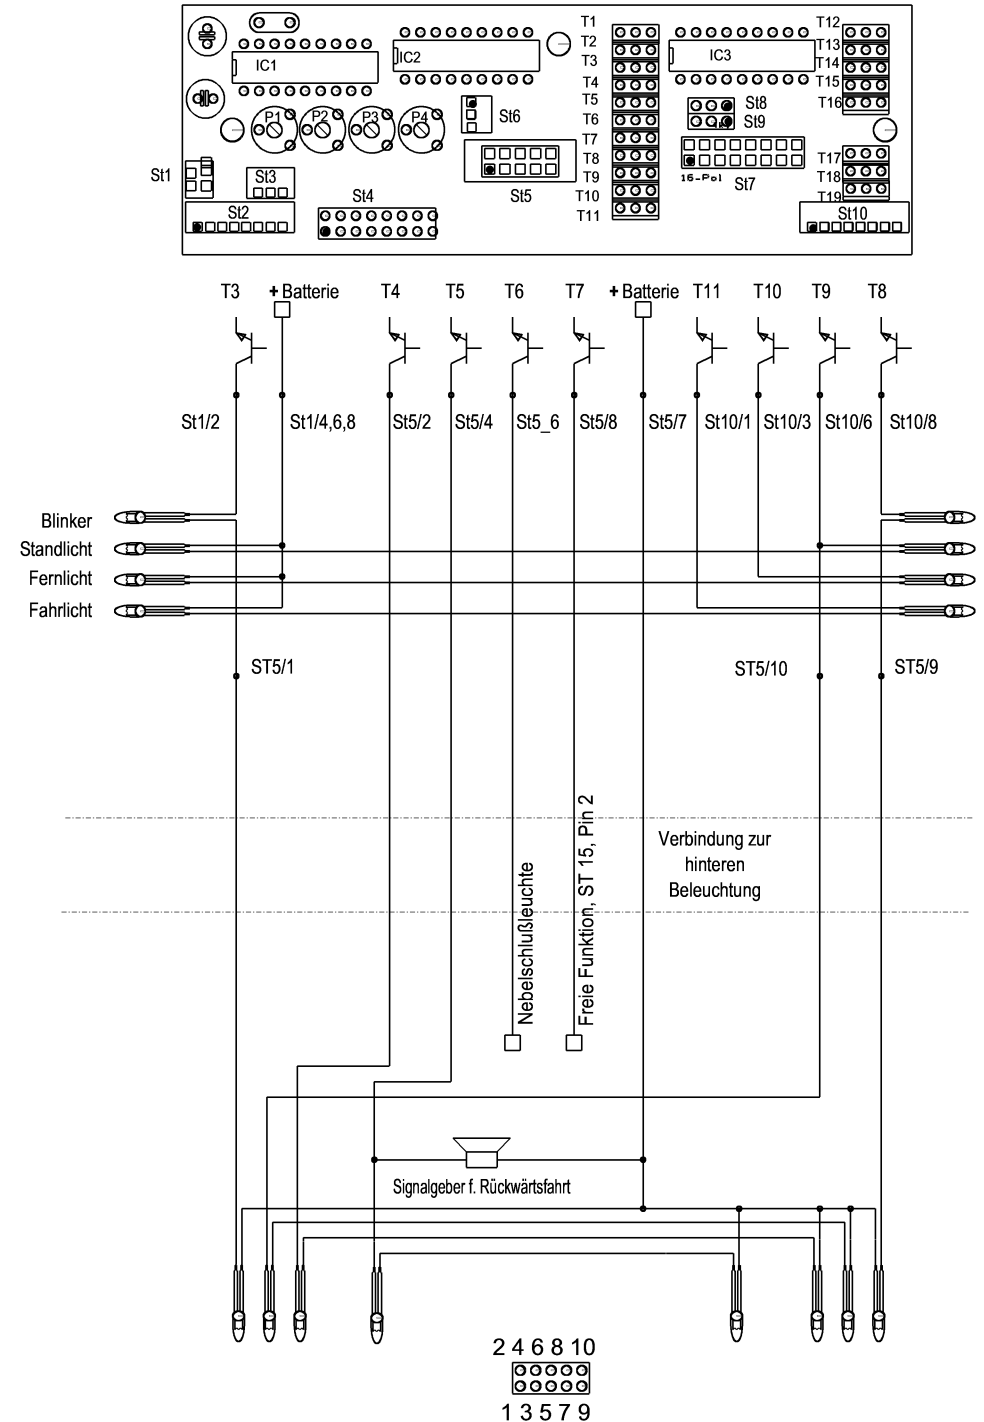 T1
T2
T3
T4
T5
T6
T7
T8
T9
T10
T11
T12
T13
T14
T15
T16
T17
T18
T19
IC1
IC2
IC3
P1 P2 P3 P4
St1
St2
St3
St4
St5
St6
St7
St8
St9
16-Pol
St10
T3 + Batterie T4 T5 T6 T7 + Batterie T11 T10 T9 T8
St1/2 St1/4,6,8 St5/2 St5/4 St5_6 St5/8 St5/7 St10/1 St10/3 St10/6 St10/8
Blinker
Standlicht
Fernlicht
Fahrlicht
ST5/1 ST5/10 ST5/9
Nebelschlußleuchte
Freie Funktion, ST 15, Pin 2
Verbindung zur
hinteren
Beleuchtung
Signalgeber f. Rückwärtsfahrt
2 4 6 8 10
1 3 5 7 9